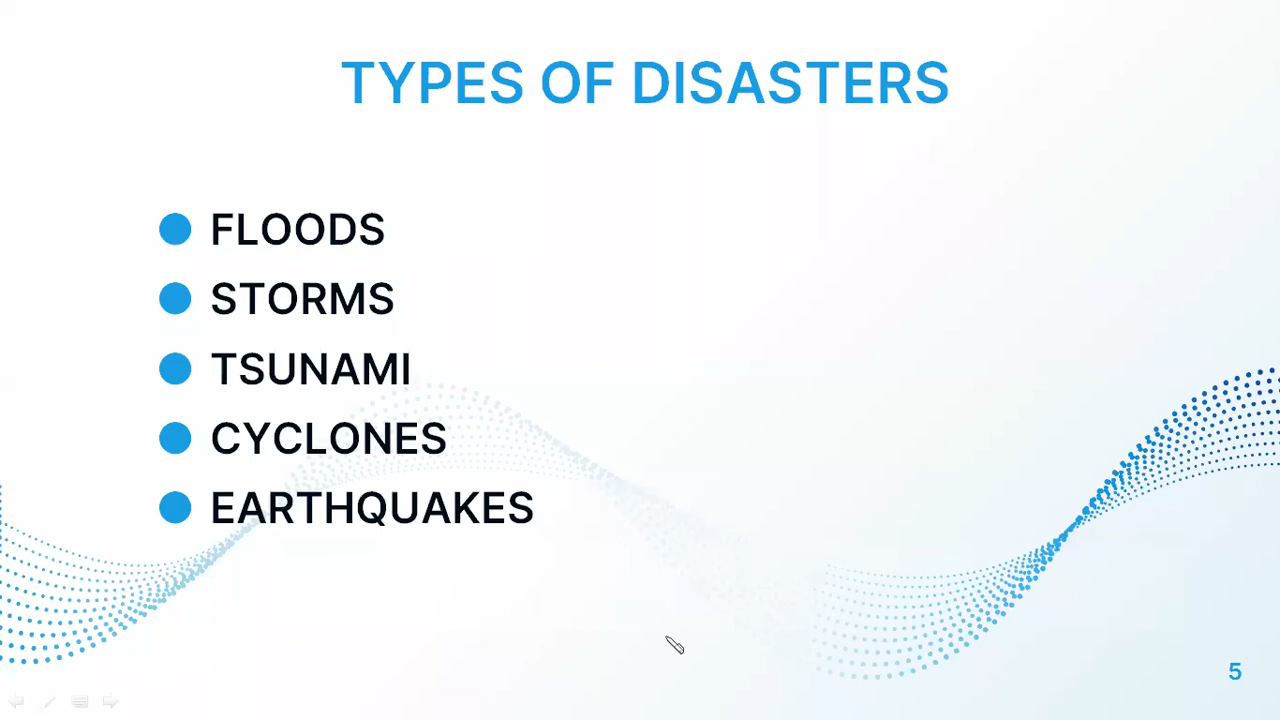 TYPES OF DISASTERS
FLOODS
STORMS
TSUNAMI
CYCLONES
EARTHQUAKES
5